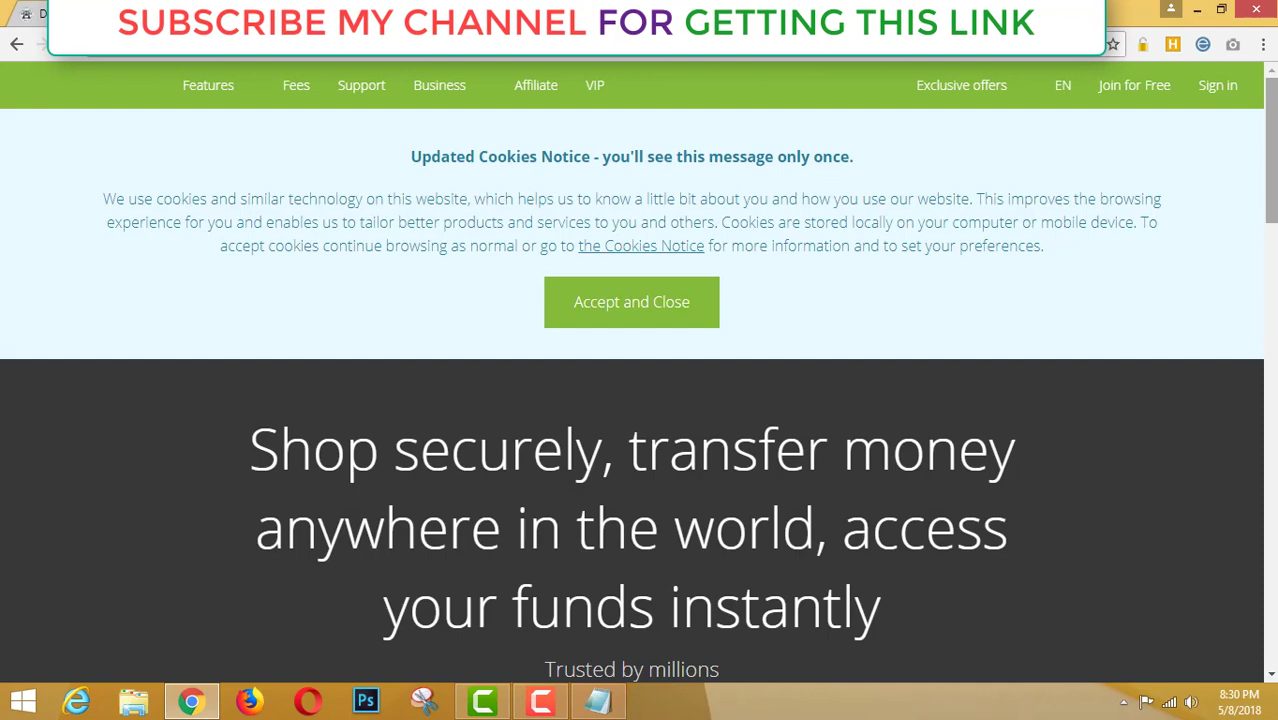 SUBSCRIBE MY CHANNEL FOR GETTING THIS LINK
Features Fees Support Business Affiliate VIP Exclusive offers EN Join for Free Sign in
Updated Cookies Notice - you'll see this message only once.
We use cookies and similar technology on this website, which helps us to know a little bit about you and how you use our website. This improves the browsing
experience for you and enables us to tailor better products and services to you and others. Cookies are stored locally on your computer or mobile device. To
accept cookies continue browsing as normal or go to the Cookies Notice for more information and to set your preferences.
Accept and Close
Shop securely, transfer money
anywhere in the world, access
your funds instantly
Trusted by millions
Ps
8:30 PM
5/8/2018